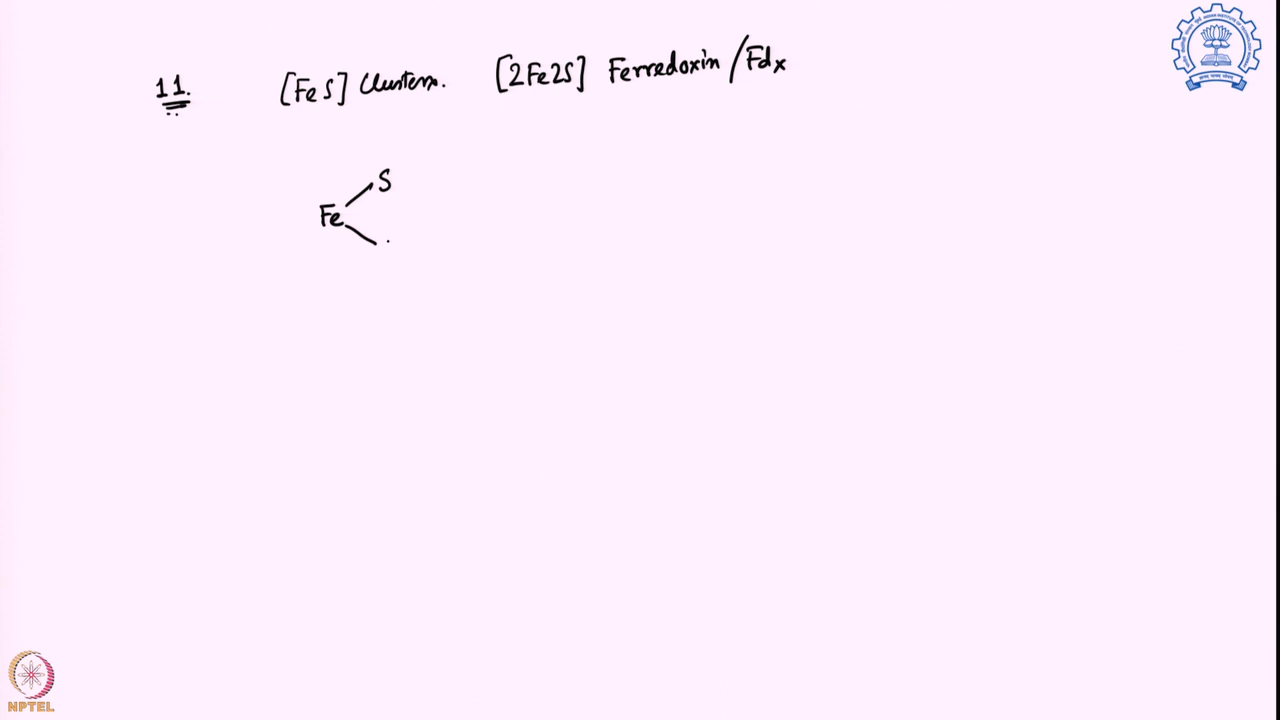 11. [FeS] Clusters. [2Fe2S] Ferredoxin / Fdx
S
Fe
NPTEL